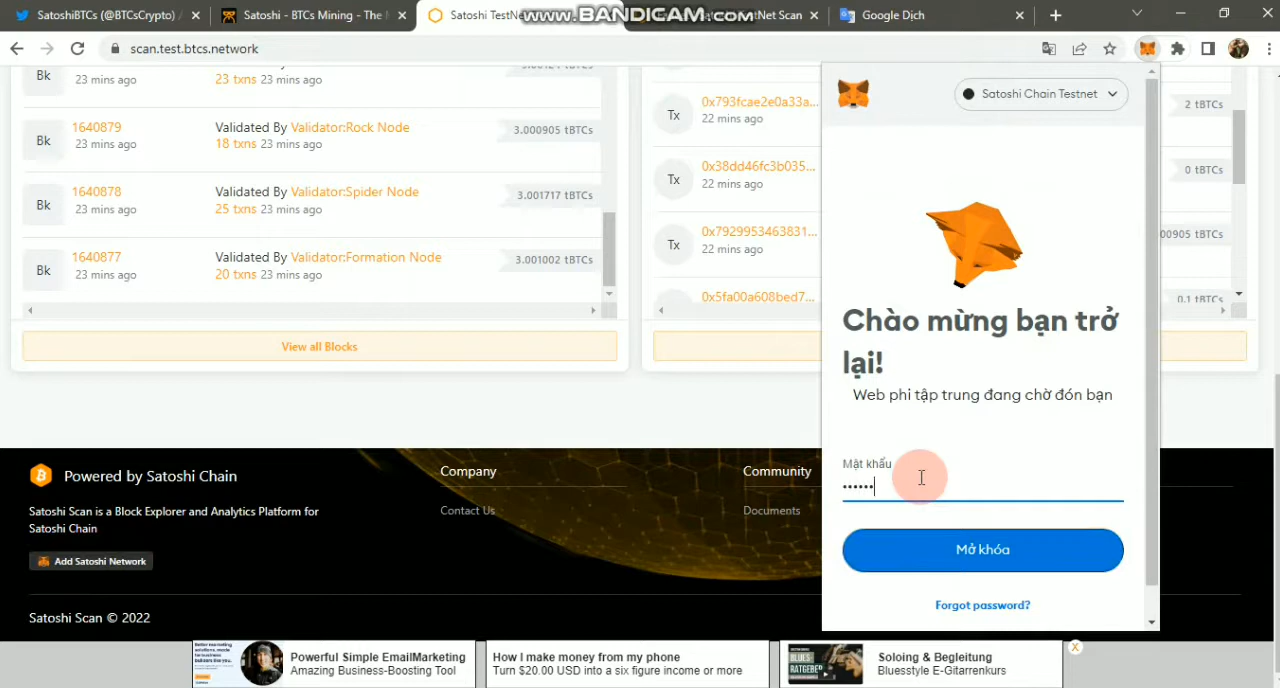 SatoshiBTCs (@BTCsCrypto) /
Satoshi - BTCs Mining - The
Satoshi TestNe
www.BANDICAM.com
tNet Scan
Google Dịch
scan.test.btcs.network
Bk
23 mins ago
23 txns 23 mins ago
Bk
1640879
23 mins ago
Validated By Validator:Rock Node
18 txns 23 mins ago
3.000905 tBTCs
Bk
1640878
23 mins ago
Validated By Validator:Spider Node
25 txns 23 mins ago
3.001717 tBTCs
Bk
1640877
23 mins ago
Validated By Validator:Formation Node
20 txns 23 mins ago
3.001002 tBTCs
View all Blocks
Tx
0x793fcae2e0a33a...
22 mins ago
2 tBTCs
Tx
0x38dd46fc3b035...
22 mins ago
0 tBTCs
Tx
0x7929953463831...
22 mins ago
00905 tBTCs
0x5fa00a608bed7...
0.1 tBTCs
Satoshi Chain Testnet
Chào mừng bạn trở
lại!
Web phi tập trung đang chờ đón bạn
Mật khẩu
••••••
Mở khóa
Forgot password?
Powered by Satoshi Chain
Satoshi Scan is a Block Explorer and Analytics Platform for
Satoshi Chain
Add Satoshi Network
Company
Contact Us
Community
Documents
Satoshi Scan © 2022
Powerful Simple EmailMarketing
Amazing Business-Boosting Tool
How I make money from my phone
Turn $20.00 USD into a six figure income or more
BLUES
RATGEBER
Soloing & Begleitung
Bluesstyle E-Gitarrenkurs